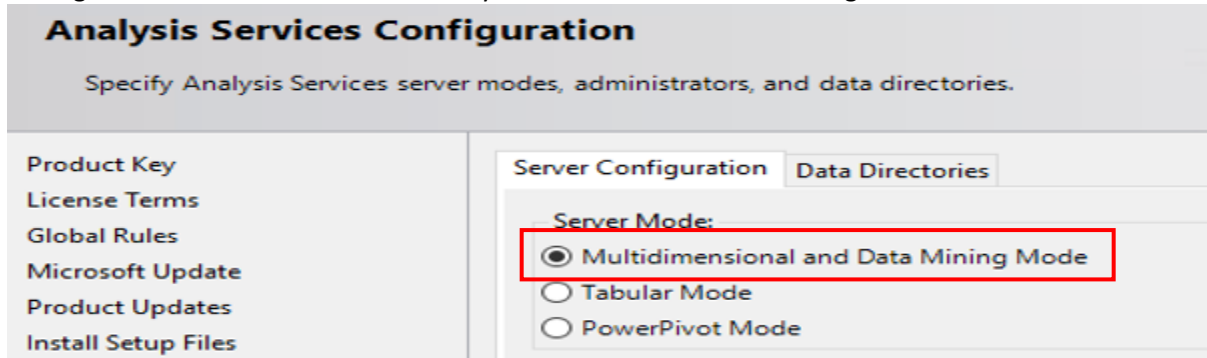 Analysis Services Configuration
Specify Analysis Services server modes, administrators, and data directories.
Product Key
License Terms
Global Rules
Microsoft Update
Product Updates
Install Setup Files
Server Configuration Data Directories
Server Mode:
Multidimensional and Data Mining Mode
Tabular Mode
PowerPivot Mode